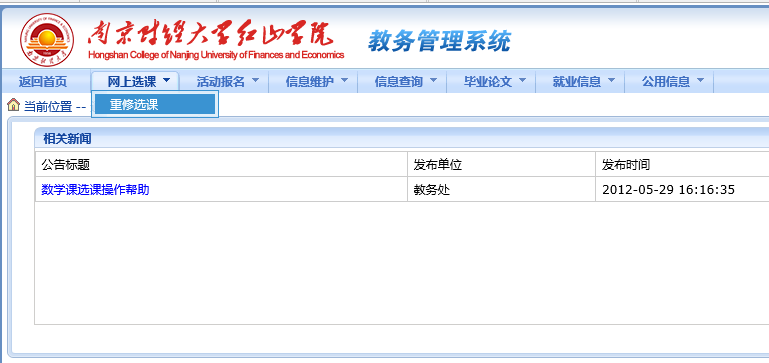 南京财经大学红山学院
Hongshan College of Nanjing University of Finances and Economics
教务管理系统
返回首页 网上选课 活动报名 信息维护 信息查询 毕业论文 就业信息 公用信息
重修选课
当前位置 --
相关新闻
公告标题 发布单位 发布时间
数学课选课操作帮助 教务处 2012-05-29 16:16:35